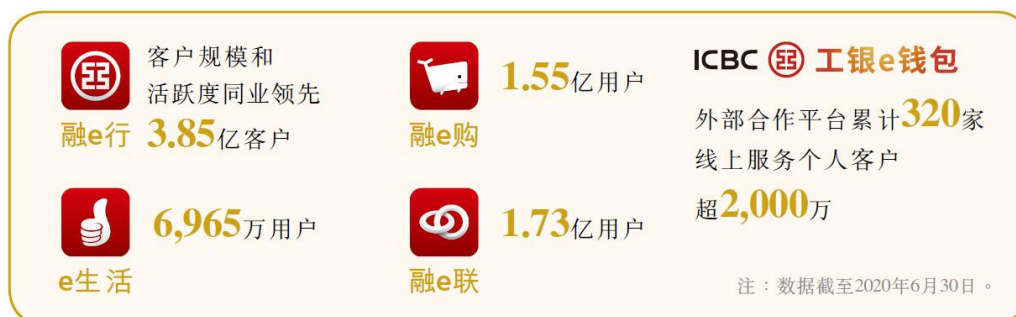 客户规模和
活跃度同业领先
融e行 3.85亿客户
1.55亿用户
融e购
6,965万用户
e生活
1.73亿用户
融e联
ICBC 工银e钱包
外部合作平台累计320家
线上服务个人客户
超2,000万
注：数据截至2020年6月30日。